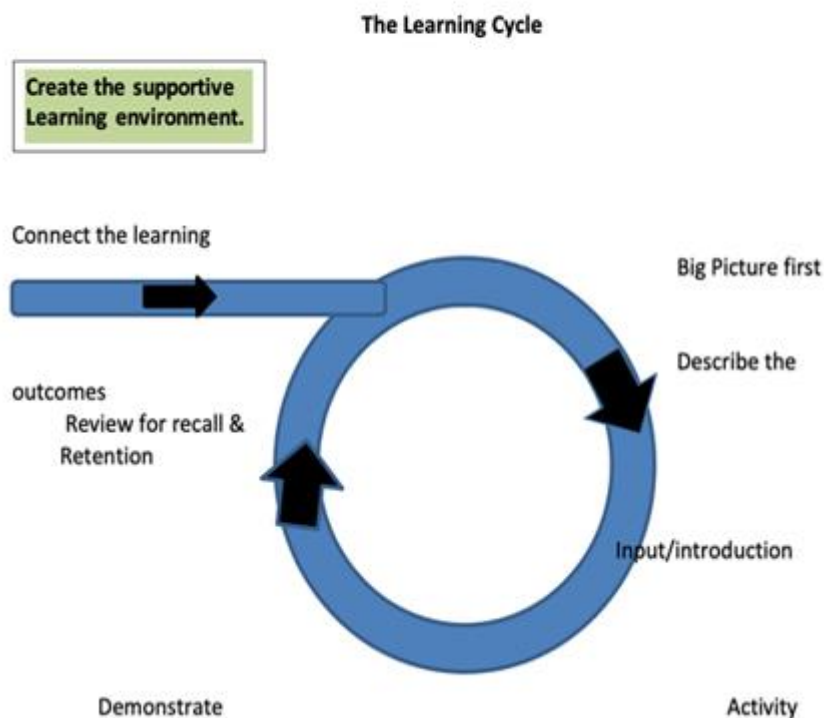 The Learning Cycle
Create the supportive
Learning environment.
Connect the learning
Big Picture first
Describe the
outcomes
Review for recall &
Retention
Input/introduction
Demonstrate
Activity